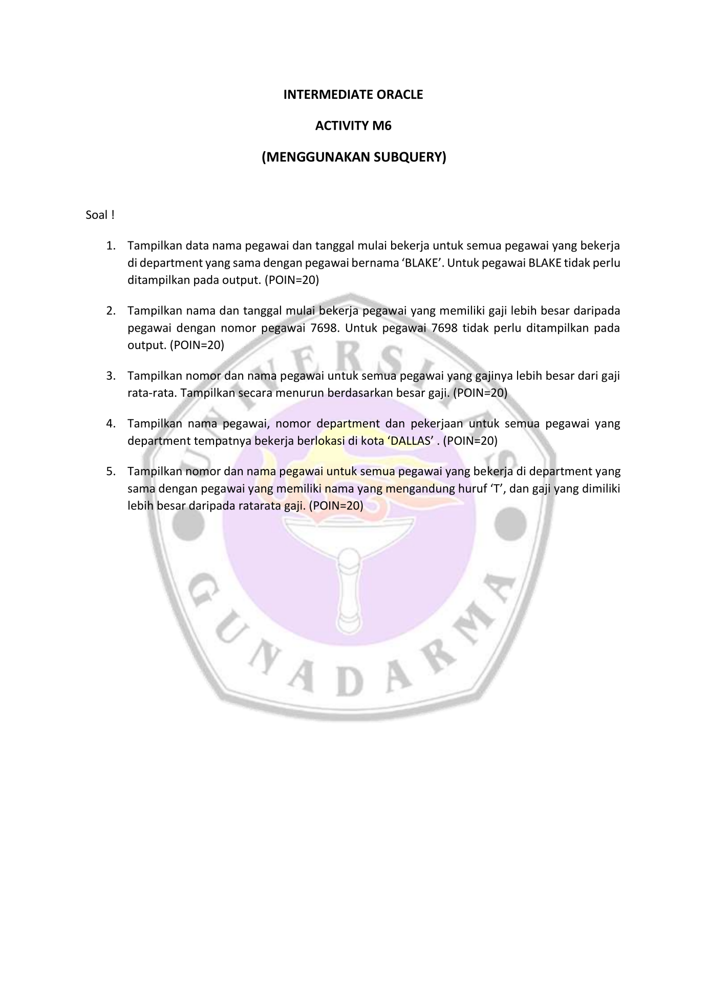 INTERMEDIATE ORACLE
ACTIVITY M6
(MENGGUNAKAN SUBQUERY)
Soal !
1. Tampilkan data nama pegawai dan tanggal mulai bekerja untuk semua pegawai yang bekerja
di department yang sama dengan pegawai bernama ‘BLAKE’. Untuk pegawai BLAKE tidak perlu
ditampilkan pada output. (POIN=20)
2. Tampilkan nama dan tanggal mulai bekerja pegawai yang memiliki gaji lebih besar daripada
pegawai dengan nomor pegawai 7698. Untuk pegawai 7698 tidak perlu ditampilkan pada
output. (POIN=20)
3. Tampilkan nomor dan nama pegawai untuk semua pegawai yang gajinya lebih besar dari gaji
rata-rata. Tampilkan secara menurun berdasarkan besar gaji. (POIN=20)
4. Tampilkan nama pegawai, nomor department dan pekerjaan untuk semua pegawai yang
department tempatnya bekerja berlokasi di kota ‘DALLAS’ . (POIN=20)
5. Tampilkan nomor dan nama pegawai untuk semua pegawai yang bekerja di department yang
sama dengan pegawai yang memiliki nama yang mengandung huruf ‘T’, dan gaji yang dimiliki
lebih besar daripada ratarata gaji. (POIN=20)
UNIVERSITAS
GUNADARMA